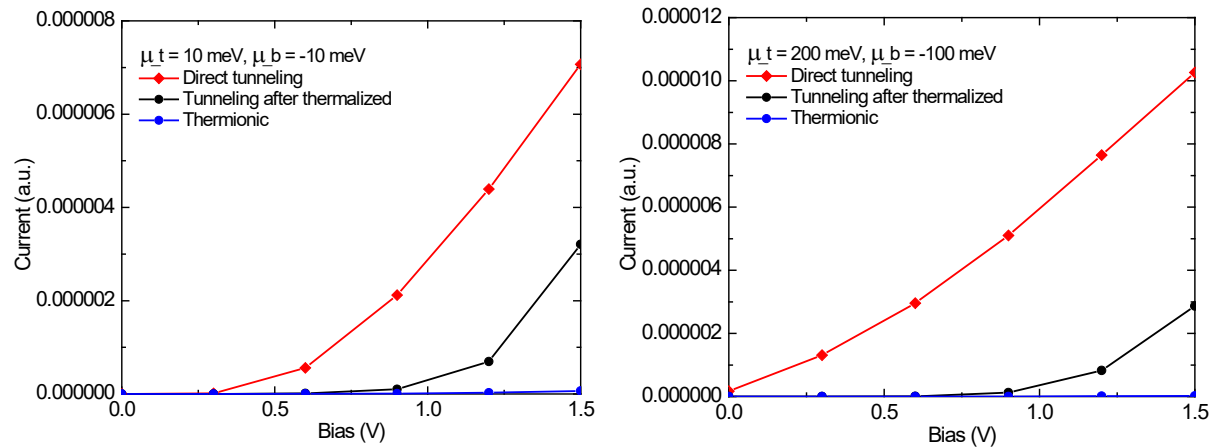 0.000008
μ_t = 10 meV, μ_b = -10 meV
Direct tunneling
Tunneling after thermalized
Thermionic
0.000006
0.000004
0.000002
0.000000
Current (a.u.)
0.0
0.5
1.0
1.5
Bias (V)
0.000012
μ_t = 200 meV, μ_b = -100 meV
Direct tunneling
Tunneling after thermalized
Thermionic
0.000010
0.000008
0.000006
0.000004
0.000002
0.000000
Current (a.u.)
0.0
0.5
1.0
1.5
Bias (V)